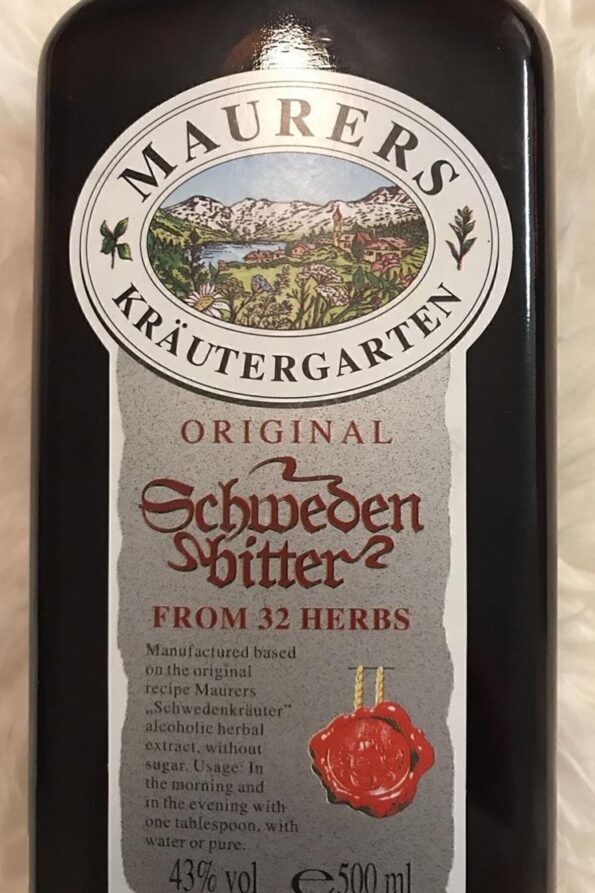 MAURERS
KRÄUTERGARTEN
ORIGINAL
Schweden
bitter
FROM 32 HERBS
Manufactured based
on the original
recipe Maurers
„Schwedenkräuter”
alcoholic herbal
extract, without
sugar. Usage: In
the morning and
in the evening with
one tablespoon, with
water or pure.
43% vol ℮500 ml